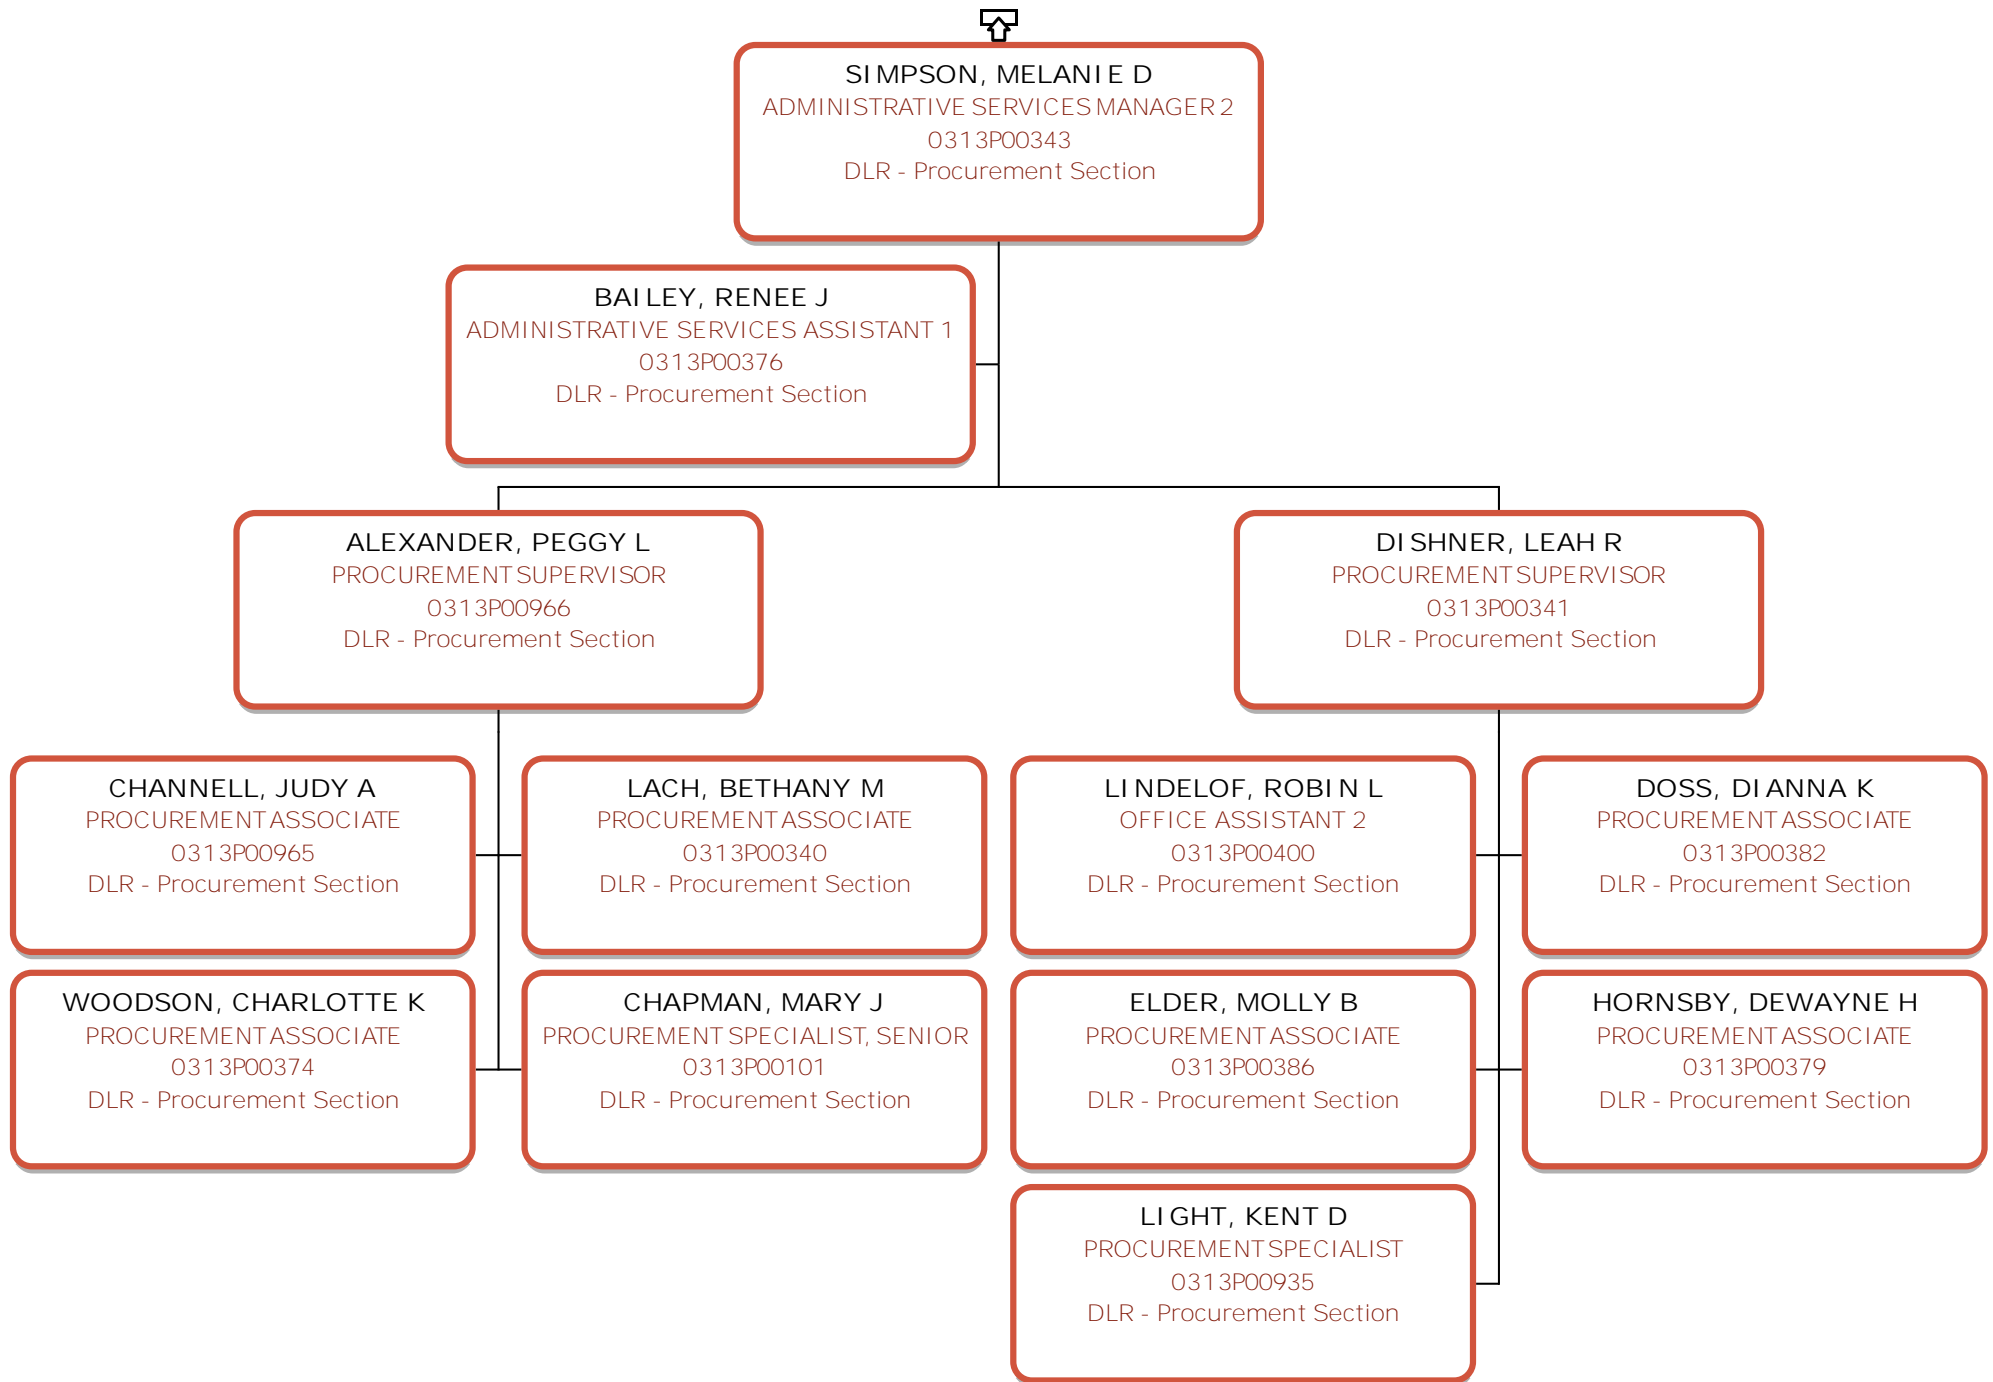 SIMPSON, MELANIE D
ADMINISTRATIVE SERVICES MANAGER 2
0313P00343
DLR - Procurement Section
BAILEY, RENEE J
ADMINISTRATIVE SERVICES ASSISTANT 1
0313P00376
DLR - Procurement Section
ALEXANDER, PEGGY L
PROCUREMENT SUPERVISOR
0313P00966
DLR - Procurement Section
DISHNER, LEAH R
PROCUREMENT SUPERVISOR
0313P00341
DLR - Procurement Section
CHANNELL, JUDY A
PROCUREMENT ASSOCIATE
0313P00965
DLR - Procurement Section
LACH, BETHANY M
PROCUREMENT ASSOCIATE
0313P00340
DLR - Procurement Section
LINDELOF, ROBIN L
OFFICE ASSISTANT 2
0313P00400
DLR - Procurement Section
DOSS, DIANNA K
PROCUREMENT ASSOCIATE
0313P00382
DLR - Procurement Section
WOODSON, CHARLOTTE K
PROCUREMENT ASSOCIATE
0313P00374
DLR - Procurement Section
CHAPMAN, MARY J
PROCUREMENT SPECIALIST, SENIOR
0313P00101
DLR - Procurement Section
ELDER, MOLLY B
PROCUREMENT ASSOCIATE
0313P00386
DLR - Procurement Section
HORNSBY, DEWAYNE H
PROCUREMENT ASSOCIATE
0313P00379
DLR - Procurement Section
LIGHT, KENT D
PROCUREMENT SPECIALIST
0313P00935
DLR - Procurement Section